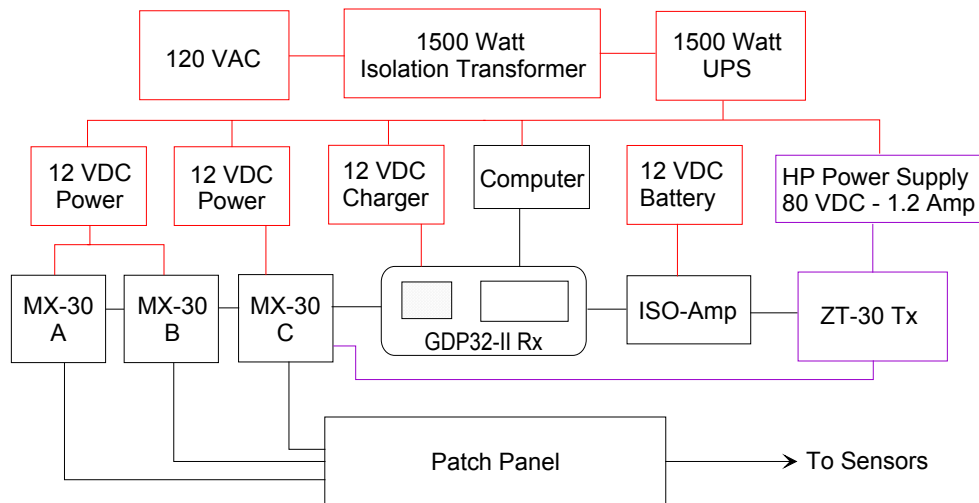 120 VAC
1500 Watt
Isolation Transformer
1500 Watt
UPS
12 VDC
Power
12 VDC
Power
12 VDC
Charger
Computer
12 VDC
Battery
HP Power Supply
80 VDC - 1.2 Amp
MX-30
A
MX-30
B
MX-30
C
GDP32-II Rx
ISO-Amp
ZT-30 Tx
Patch Panel
To Sensors